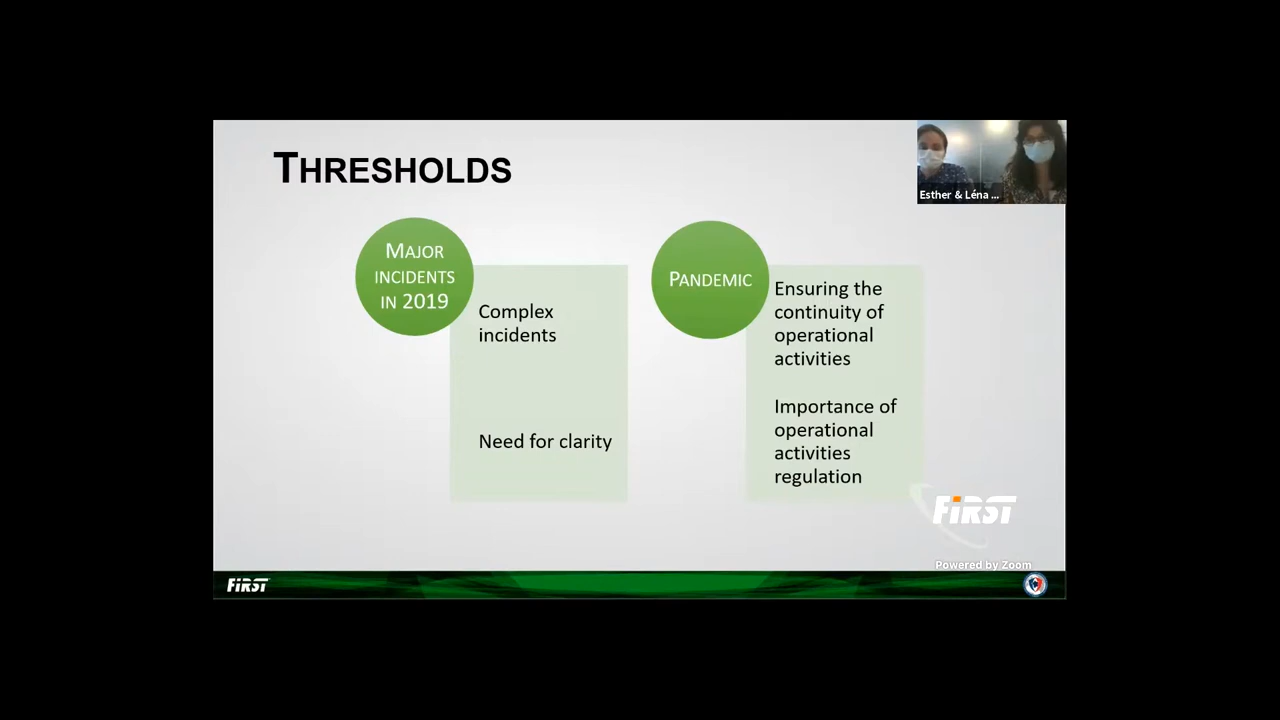 THRESHOLDS
Esther & Léna ...
MAJOR
INCIDENTS
IN 2019
Complex
incidents
Need for clarity
PANDEMIC
Ensuring the
continuity of
operational
activities
Importance of
operational
activities
regulation
FiRST
Powered by Zoom
FiRST